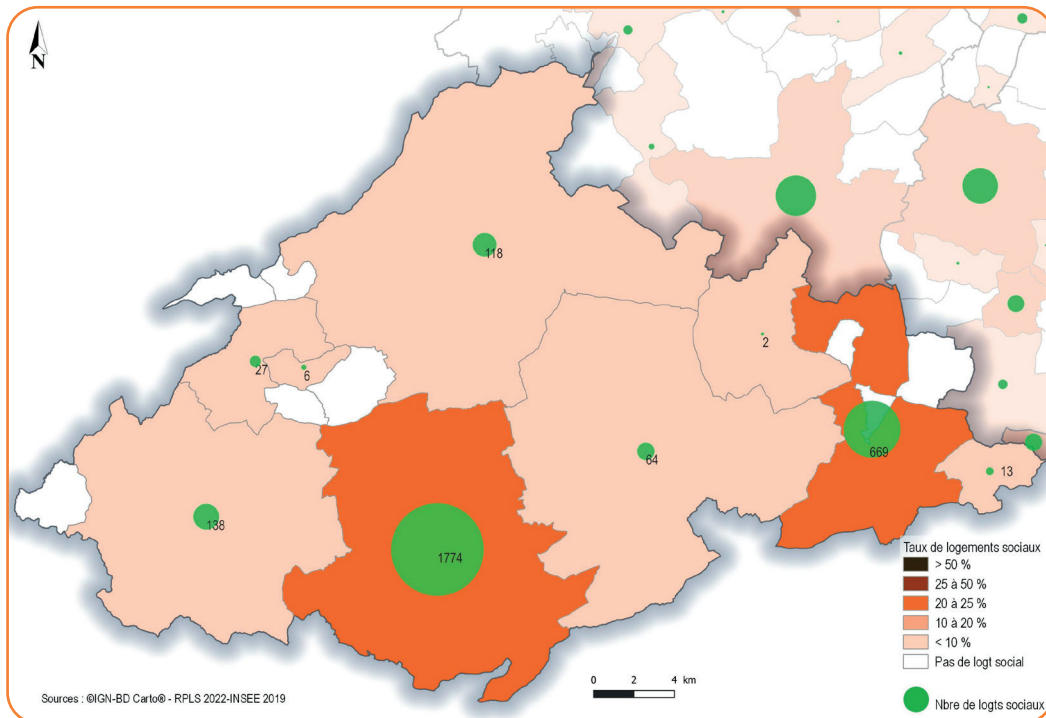 N
118
2
27
6
64
669
13
138
1774
Taux de logements sociaux
> 50 %
25 à 50 %
20 à 25 %
10 à 20 %
< 10 %
Pas de logt social
Nbre de logts sociaux
0 2 4 km
Sources : ©IGN-BD Carto® - RPLS 2022-INSEE 2019